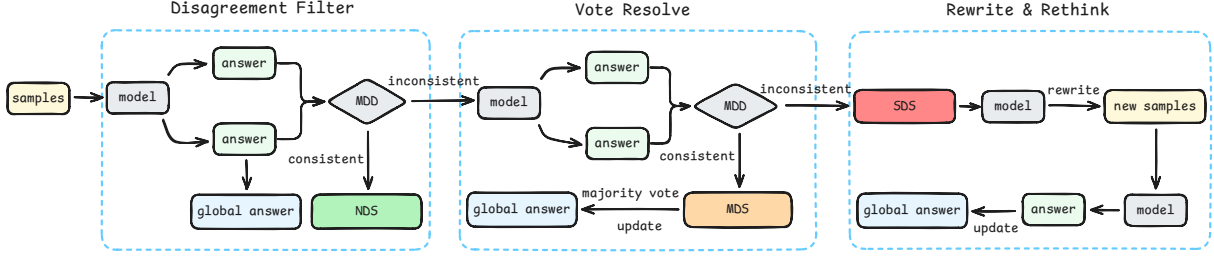 Disagreement Filter
samples
model
answer
answer
MDD
inconsistent
consistent
global answer
NDS
Vote Resolve
model
answer
answer
MDD
inconsistent
consistent
global answer
majority vote
update
MDS
Rewrite & Rethink
SDS
model
rewrite
new samples
global answer
update
answer
model